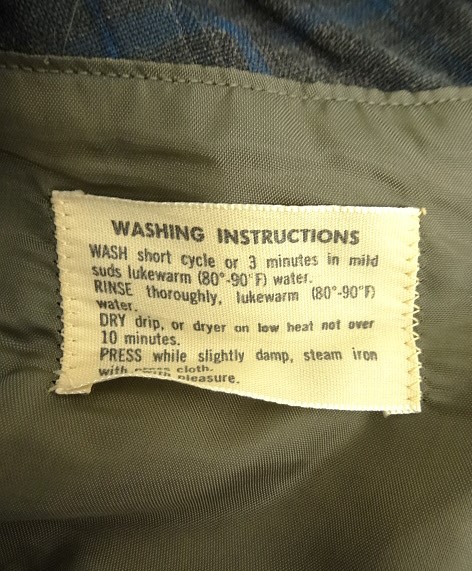 WASHING INSTRUCTIONS
WASH short cycle or 3 minutes in mild
suds lukewarm (80°-90°F) water.
RINSE thoroughly, lukewarm (80°-90°F)
water.
DRY drip, or dryer on low heat not over
10 minutes.
PRESS while slightly damp, steam iron
with press cloth.
with pleasure.